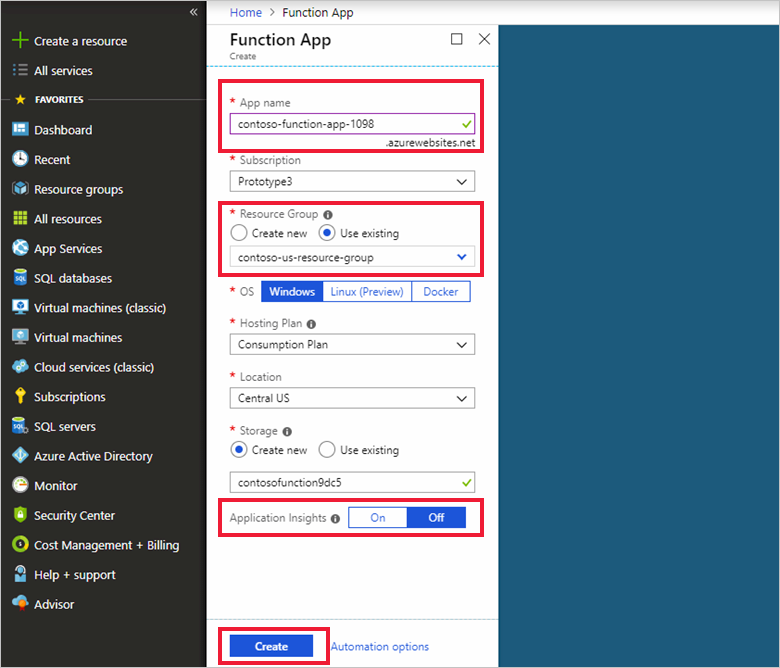 «
Create a resource
All services
FAVORITES
Dashboard
Recent
Resource groups
All resources
App Services
SQL databases
Virtual machines (classic)
Virtual machines
Cloud services (classic)
Subscriptions
SQL servers
Azure Active Directory
Monitor
Security Center
Cost Management + Billing
Help + support
Advisor
Home > Function App
Function App
Create
* App name
contoso-function-app-1098
.azurewebsites.net
* Subscription
Prototype3
* Resource Group
Create new Use existing
contoso-us-resource-group
* OS Windows Linux (Preview) Docker
* Hosting Plan
Consumption Plan
* Location
Central US
* Storage
Create new Use existing
contosofunction9dc5
Application Insights On Off
Create Automation options